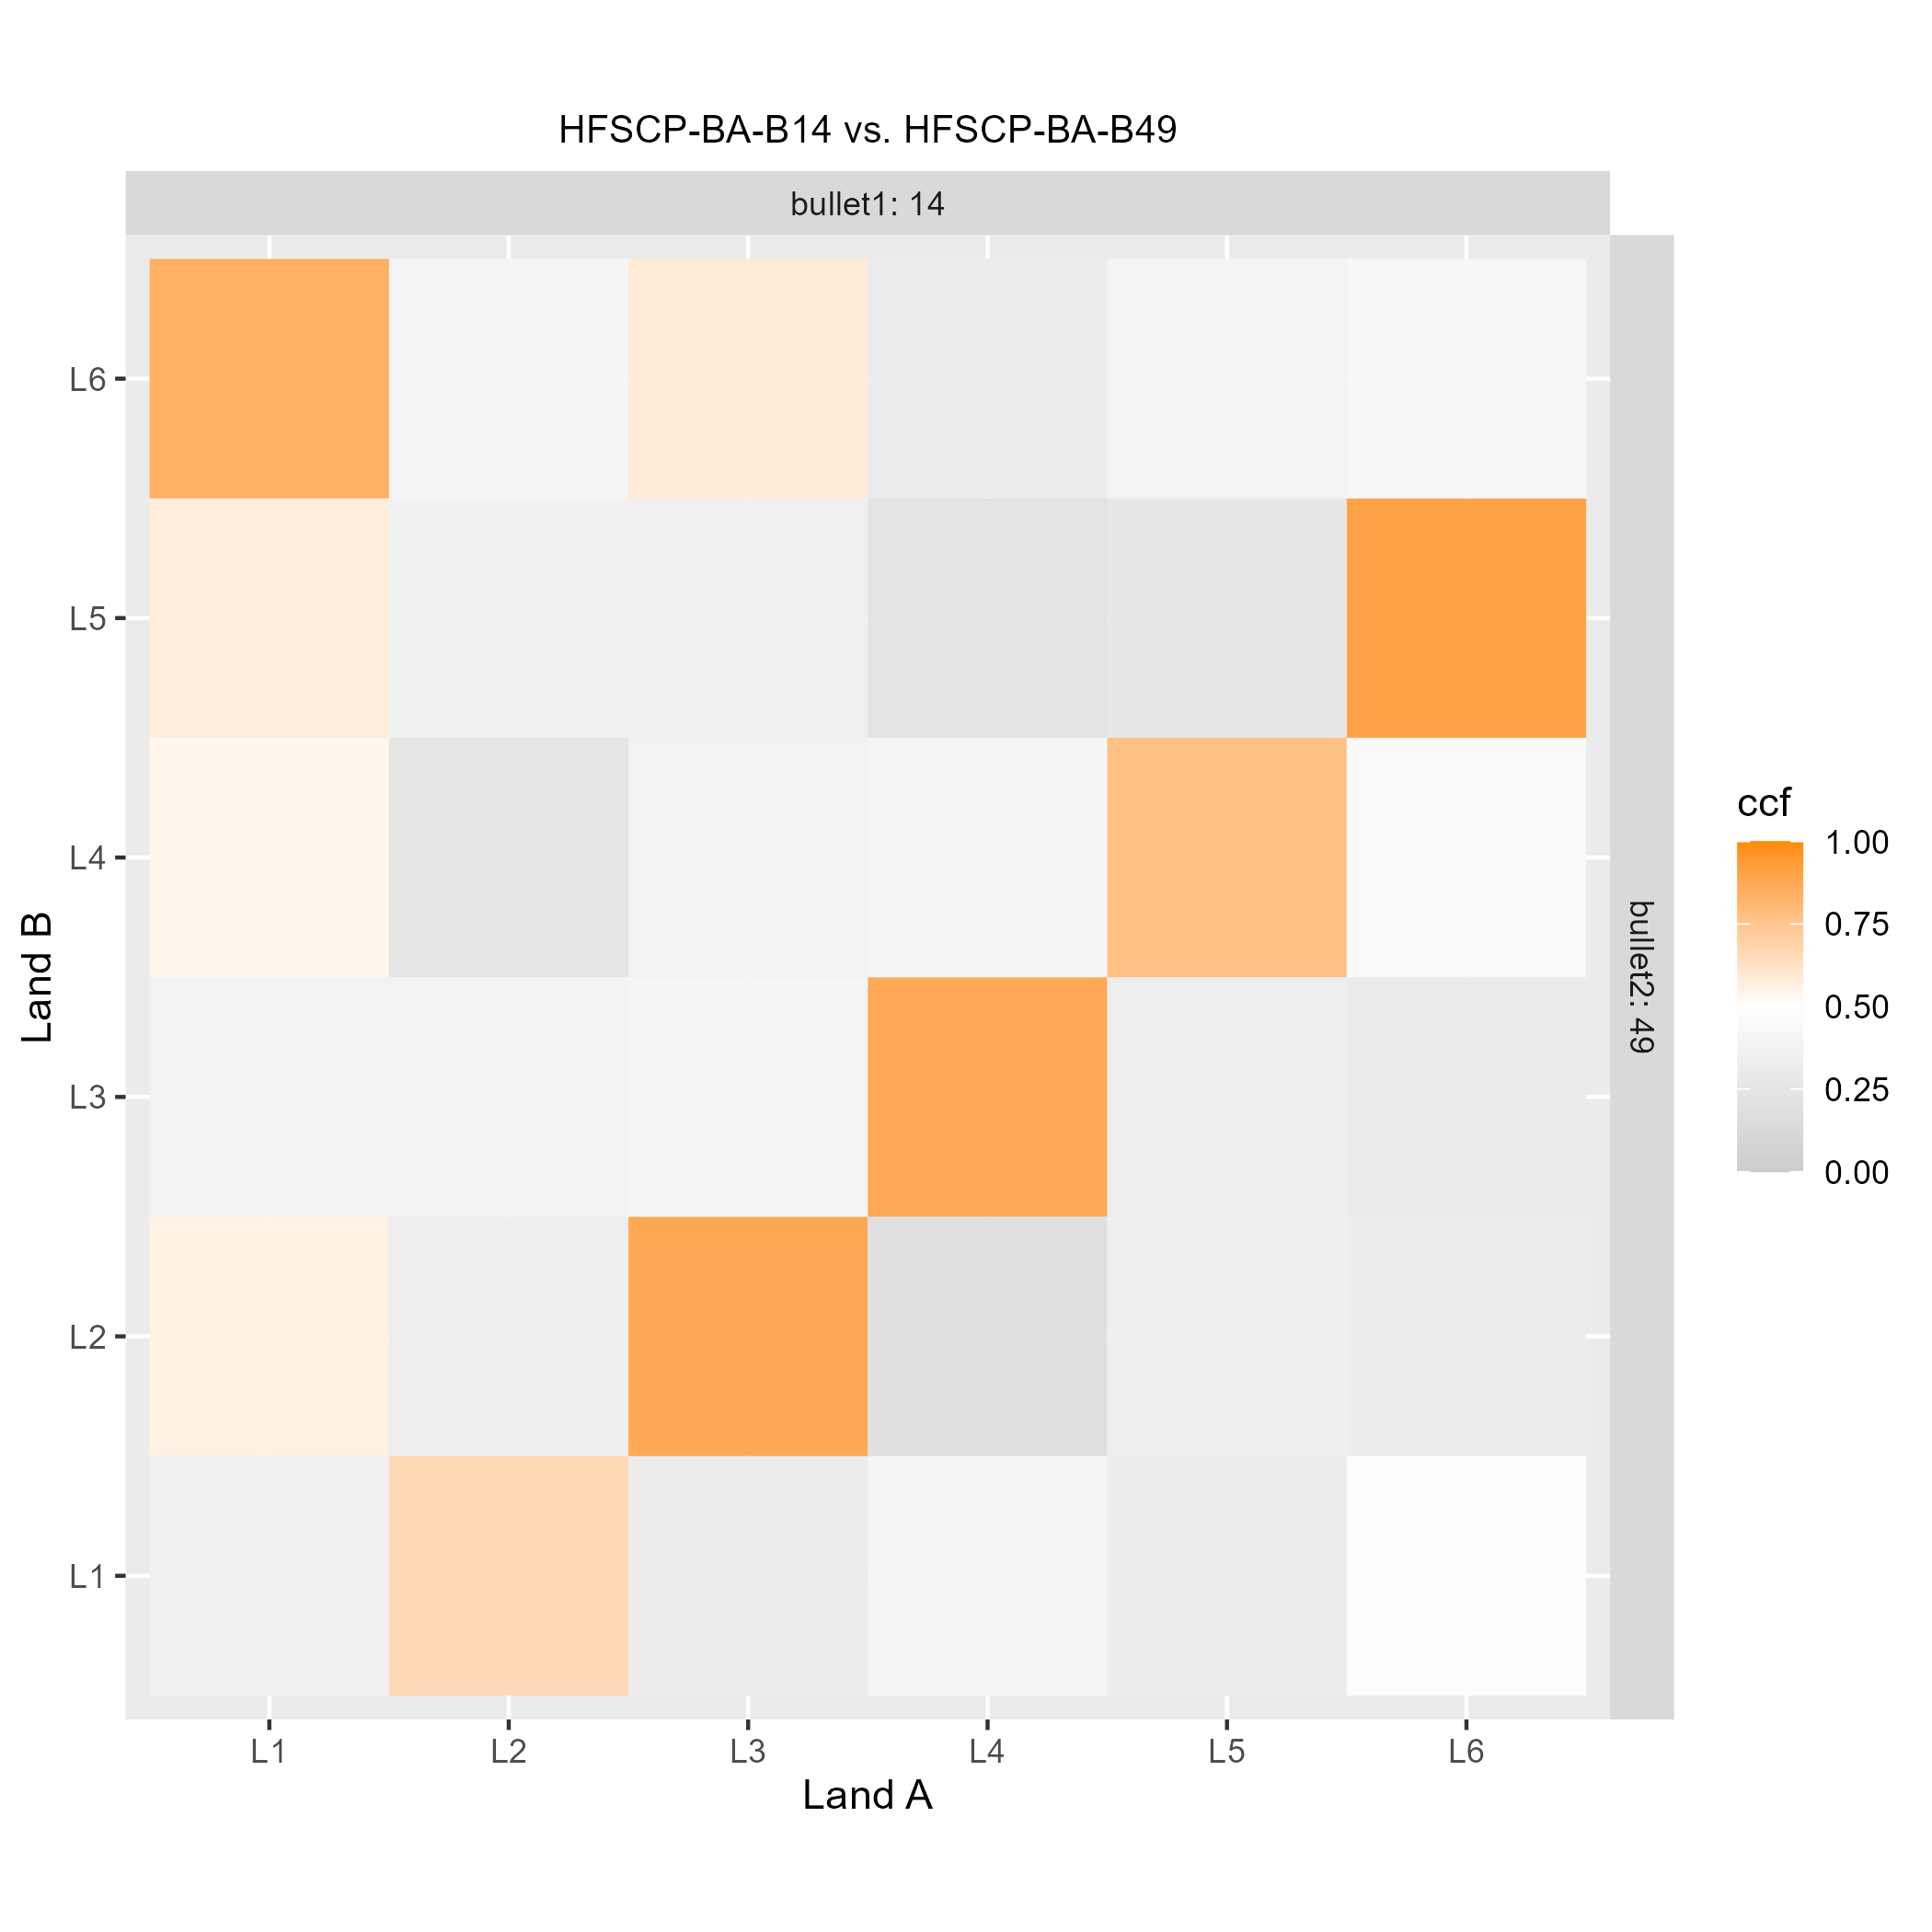 HFSCP-BA-B14 vs. HFSCP-BA-B49
bullet1: 14
L6
L5
L4
L3
L2
L1
Land B
bullet2: 49
ccf
1.00
0.75
0.50
0.25
0.00
L1 L2 L3 L4 L5 L6
Land A